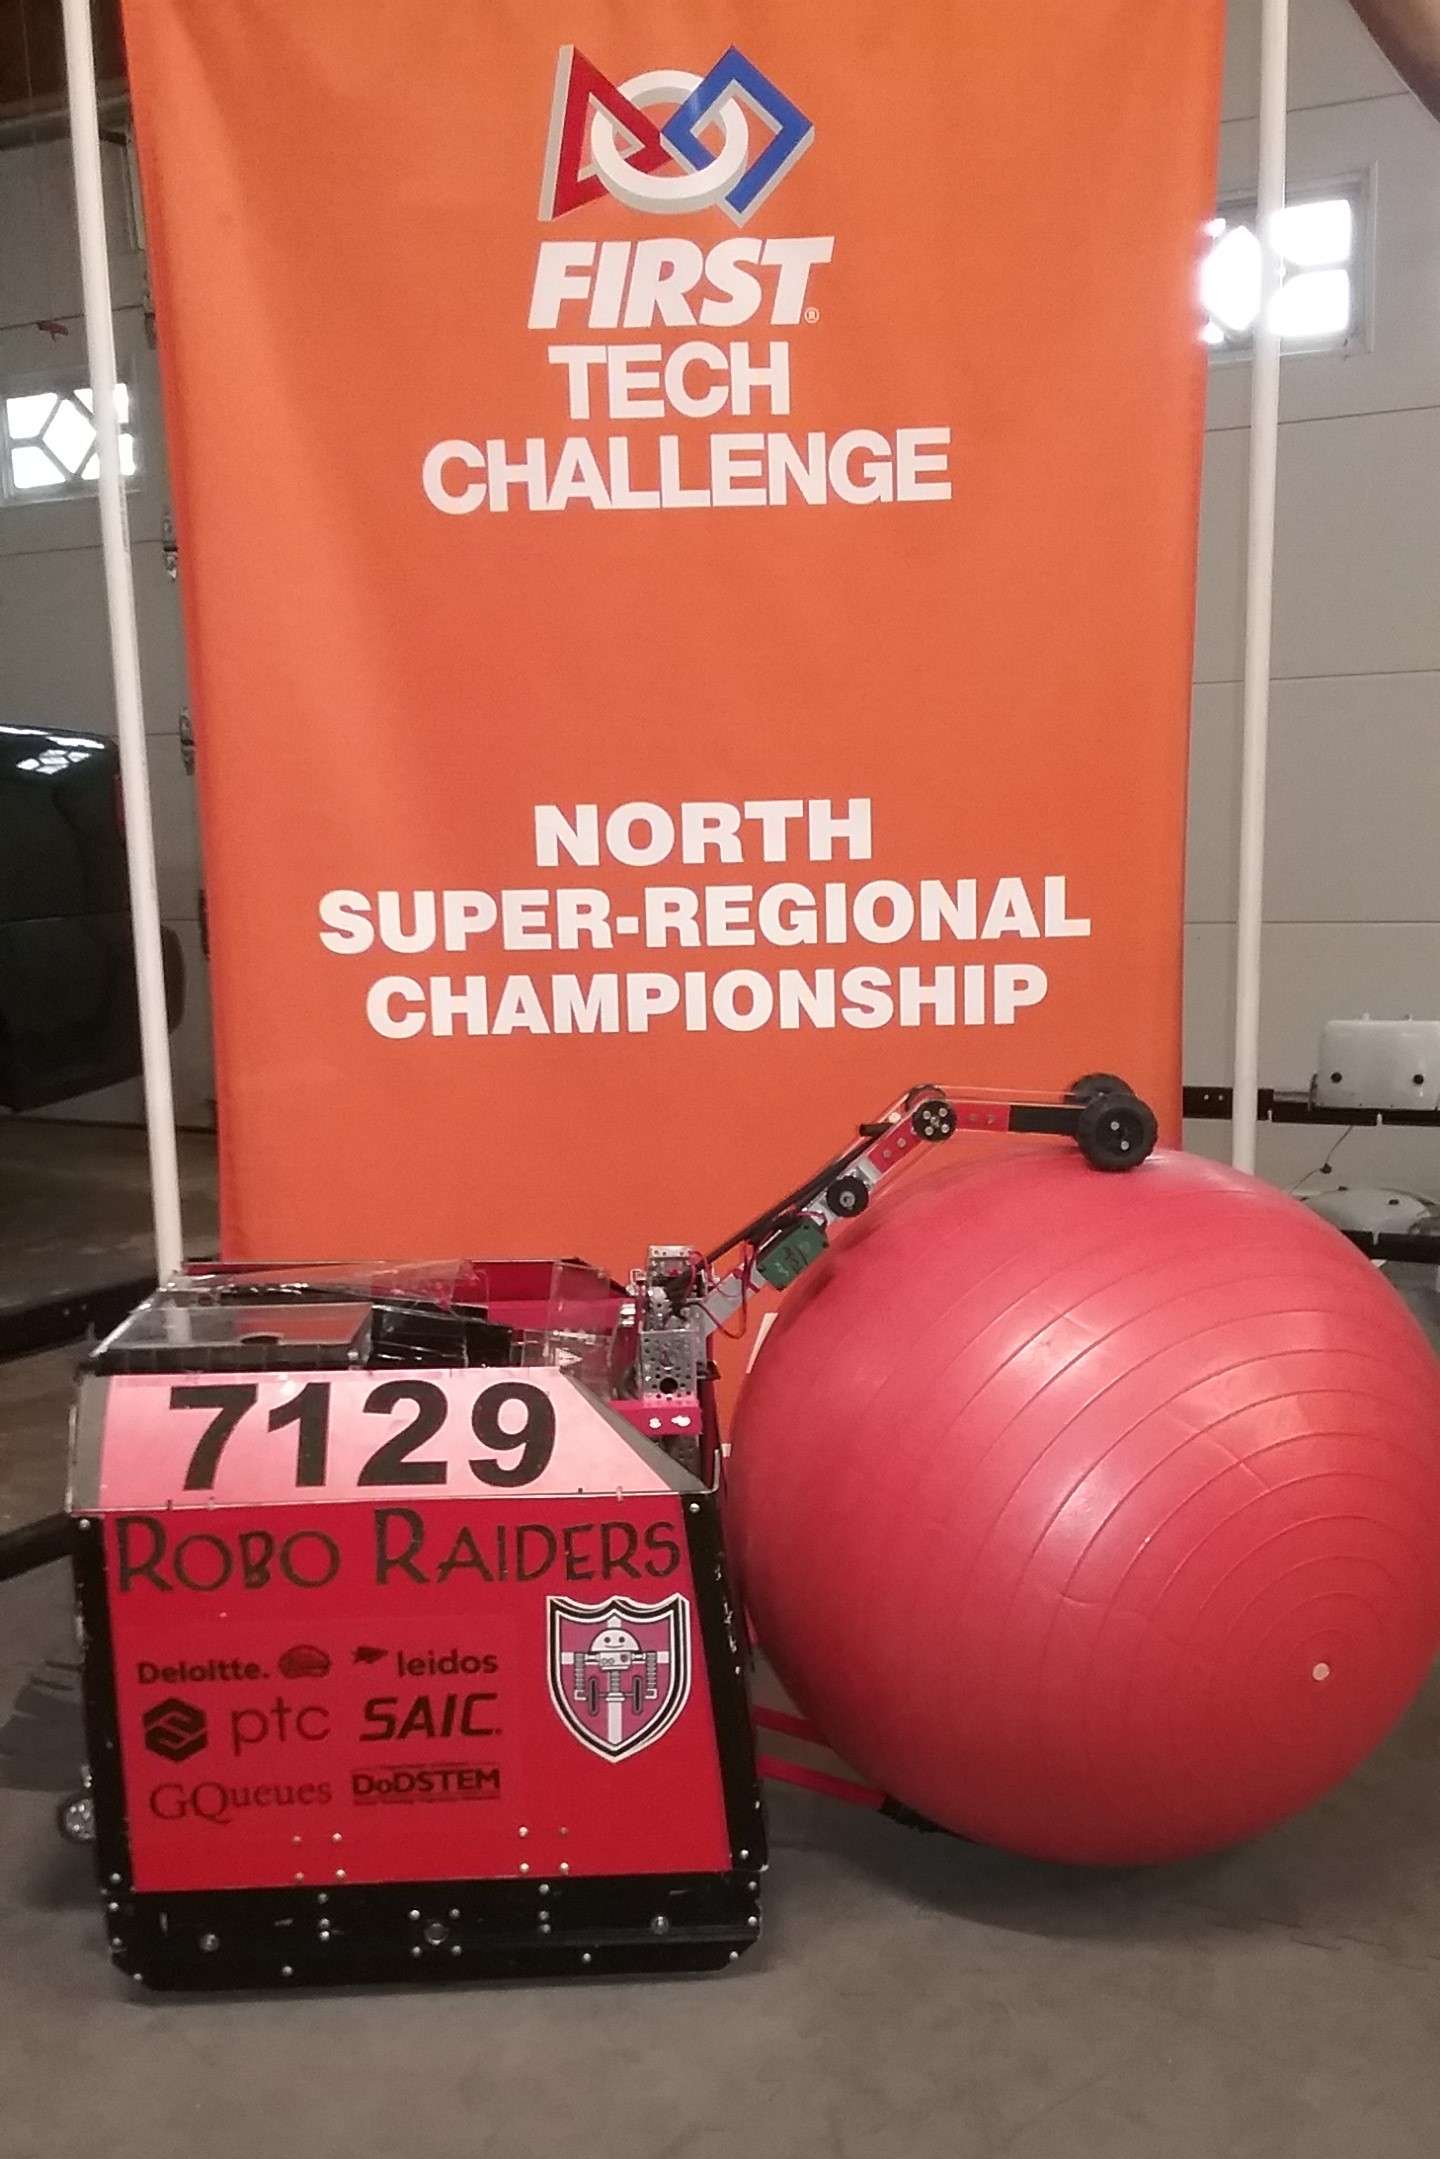 FIRST®
TECH
CHALLENGE
NORTH
SUPER-REGIONAL
CHAMPIONSHIP
7129
ROBO RAIDERS
Deloitte. leidos
ptc SAIC.
GQueues DoDSTEM